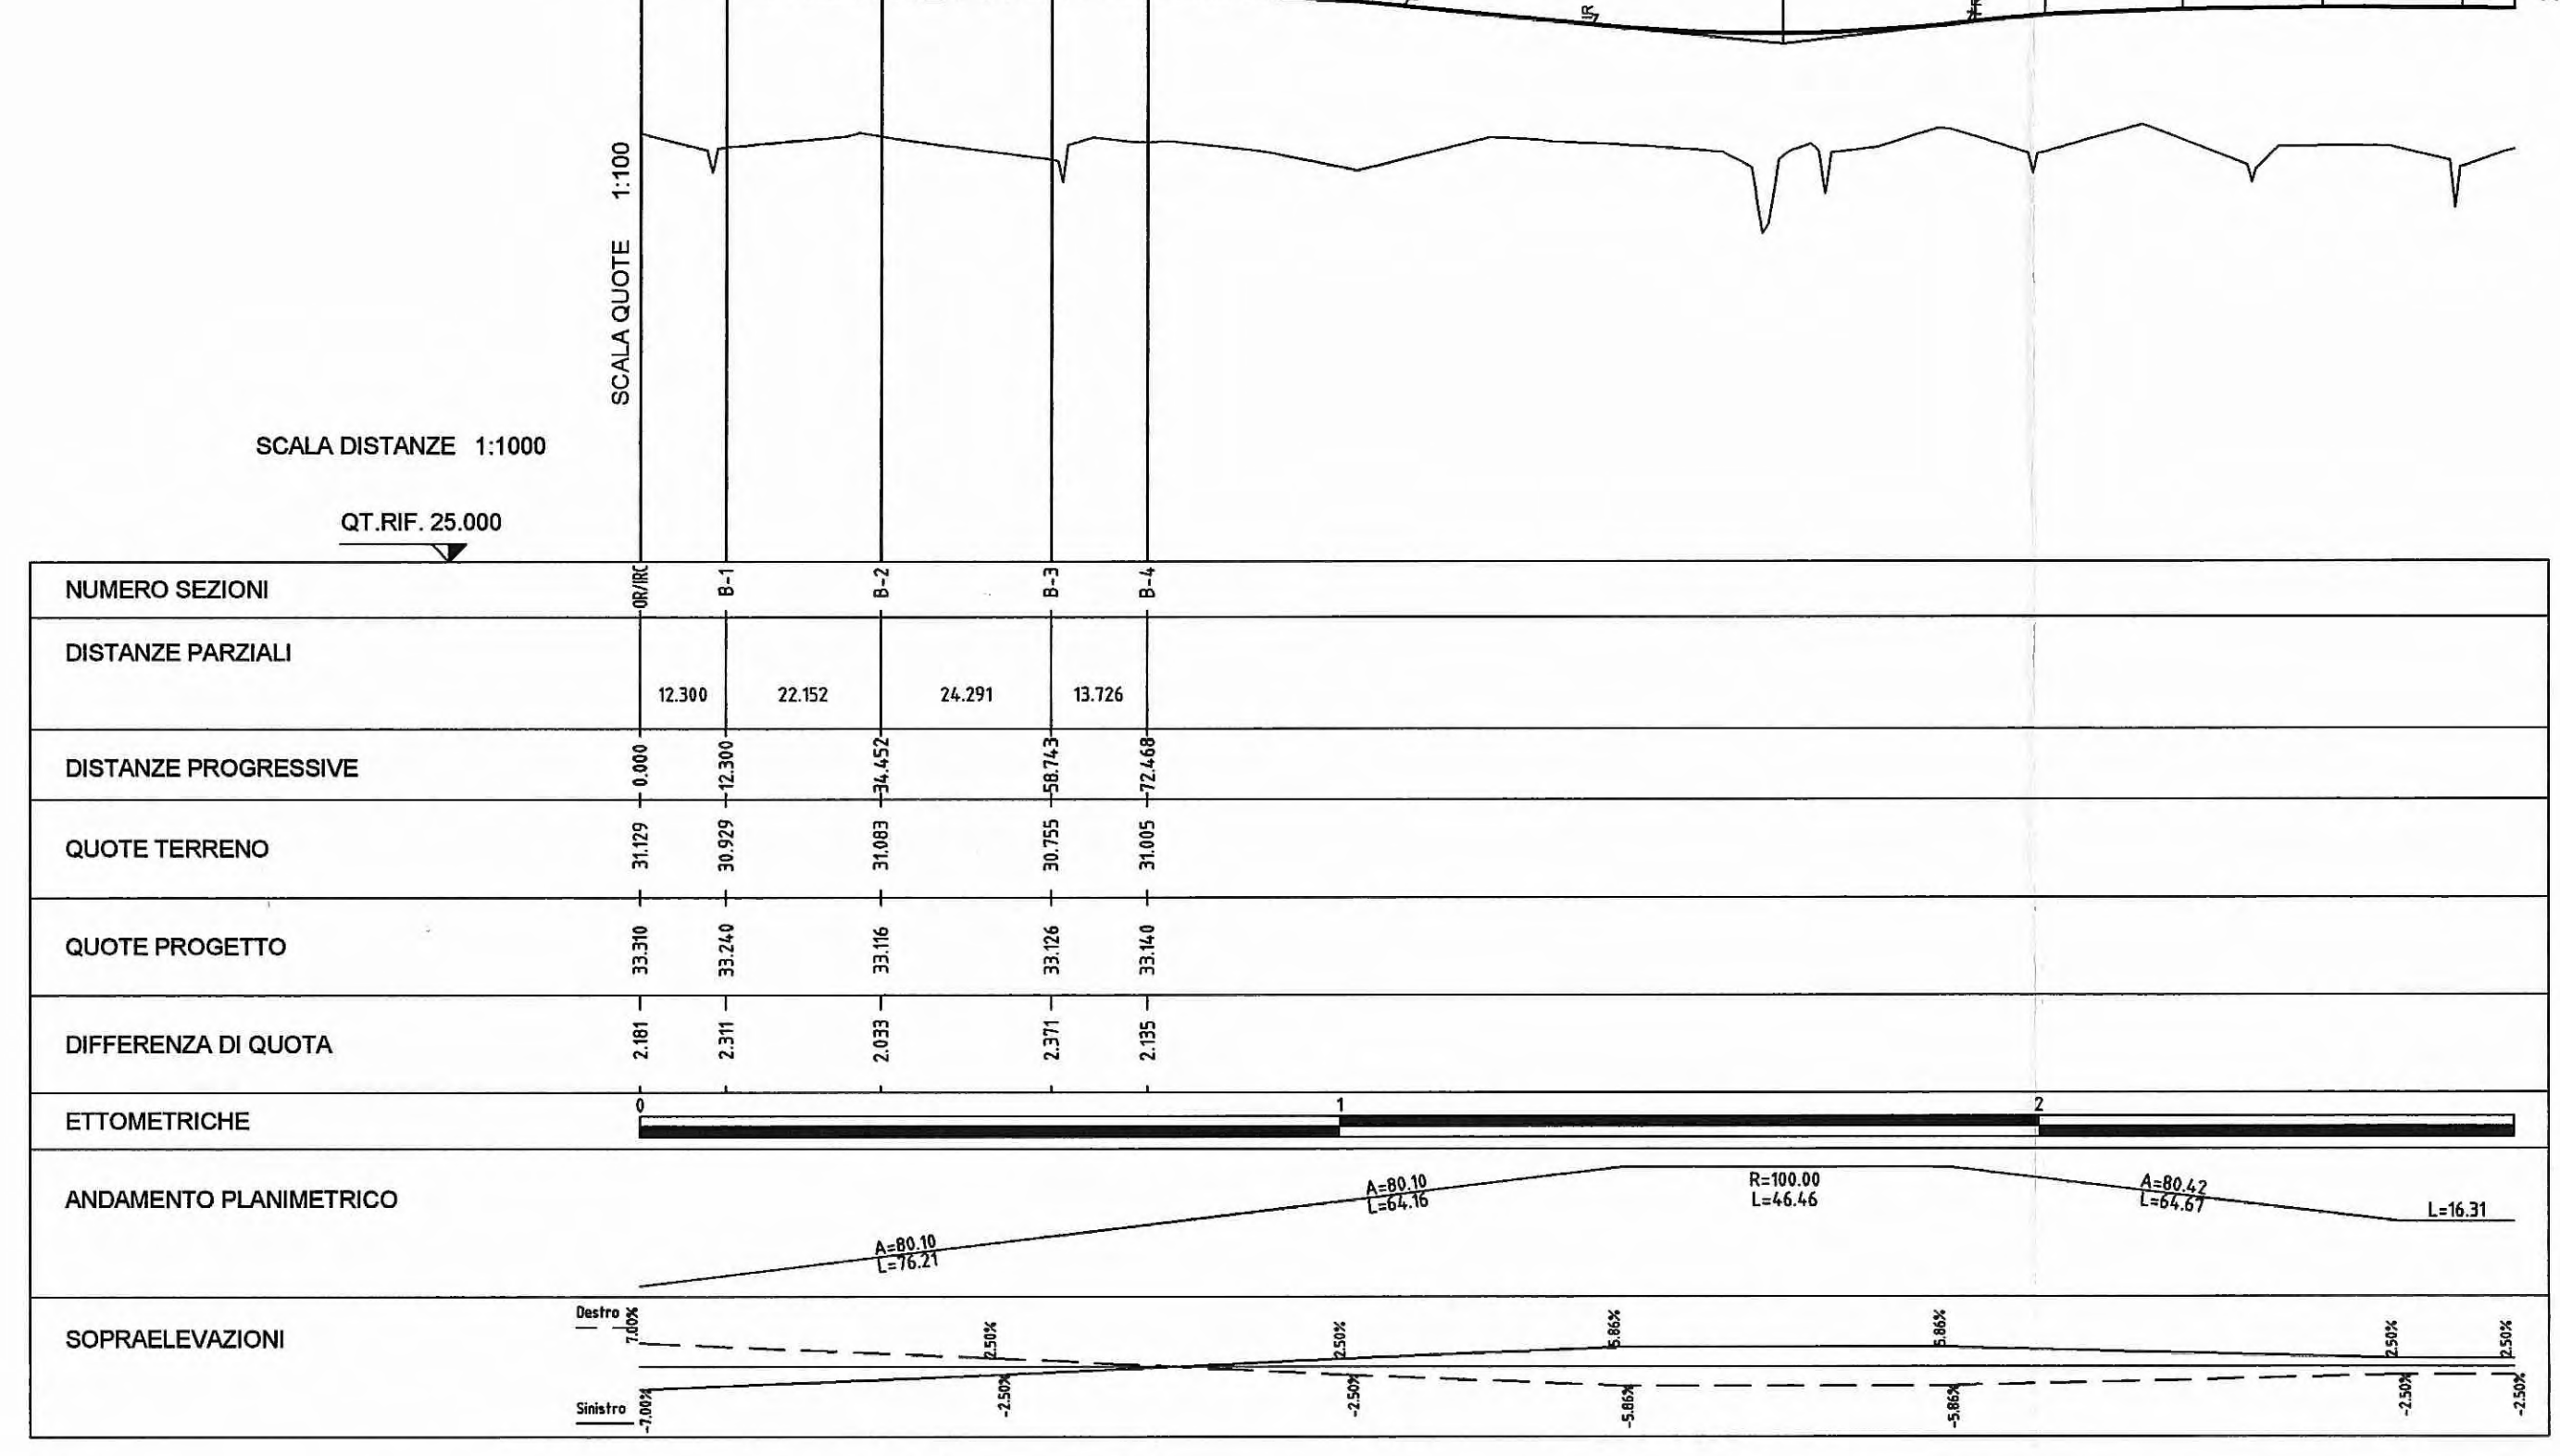 IR
SCALA QUOTE 1:100
SCALA DISTANZE 1:1000
QT.RIF. 25.000
NUMERO SEZIONI
OR/IRC
B-1
B-2
B-3
B-4
DISTANZE PARZIALI
12.300
22.152
24.291
13.726
DISTANZE PROGRESSIVE
0.000
12.300
34.452
58.743
72.468
QUOTE TERRENO
31.129
30.929
31.083
30.755
31.005
QUOTE PROGETTO
33.310
33.240
33.116
33.126
33.140
DIFFERENZA DI QUOTA
2.181
2.311
2.033
2.371
2.135
ETTOMETRICHE
0
1
2
ANDAMENTO PLANIMETRICO
A=80.10
L=76.21
A=80.10
L=64.16
R=100.00
L=46.46
A=80.42
L=64.67
L=16.31
SOPRAELEVAZIONI
Destro
7.00%
2.50%
2.50%
5.86%
5.86%
2.50%
2.50%
Sinistro
-7.00%
-2.50%
-2.50%
-5.86%
-5.86%
-2.50%
-2.50%